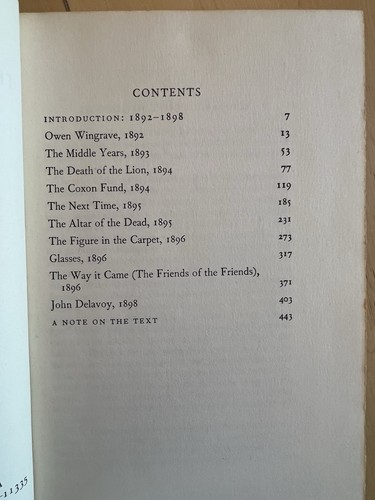 CONTENTS
INTRODUCTION: 1892–1898 7
Owen Wingrave, 1892 13
The Middle Years, 1893 53
The Death of the Lion, 1894 77
The Coxon Fund, 1894 119
The Next Time, 1895 185
The Altar of the Dead, 1895 231
The Figure in the Carpet, 1896 273
Glasses, 1896 317
The Way it Came (The Friends of the Friends),
1896 371
John Delavoy, 1898 403
A NOTE ON THE TEXT 443
-11335